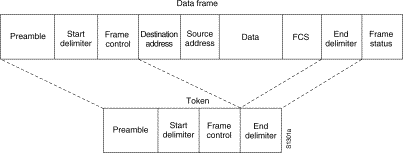 Data frame
Preamble
Start
delimiter
Frame
control
Destination
address
Source
address
Data
FCS
End
delimiter
Frame
status
Token
Preamble
Start
delimiter
Frame
control
End
delimiter
S1301a